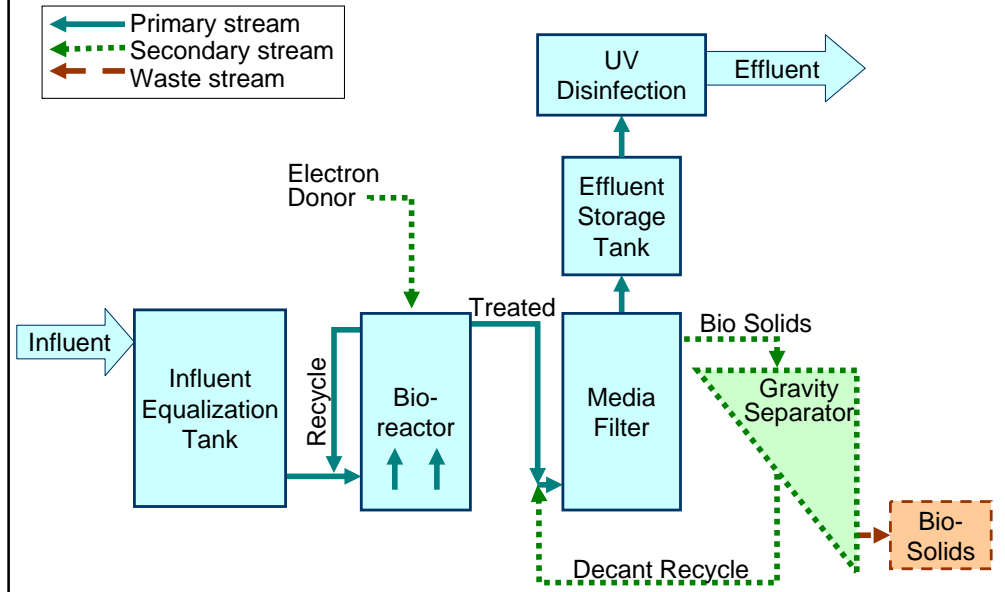 Primary stream
Secondary stream
Waste stream
UV
Disinfection
Effluent
Electron
Donor
Effluent
Storage
Tank
Influent
Influent
Equalization
Tank
Recycle
Bio-
reactor
Treated
Media
Filter
Bio Solids
Gravity
Separator
Decant Recycle
Bio-
Solids